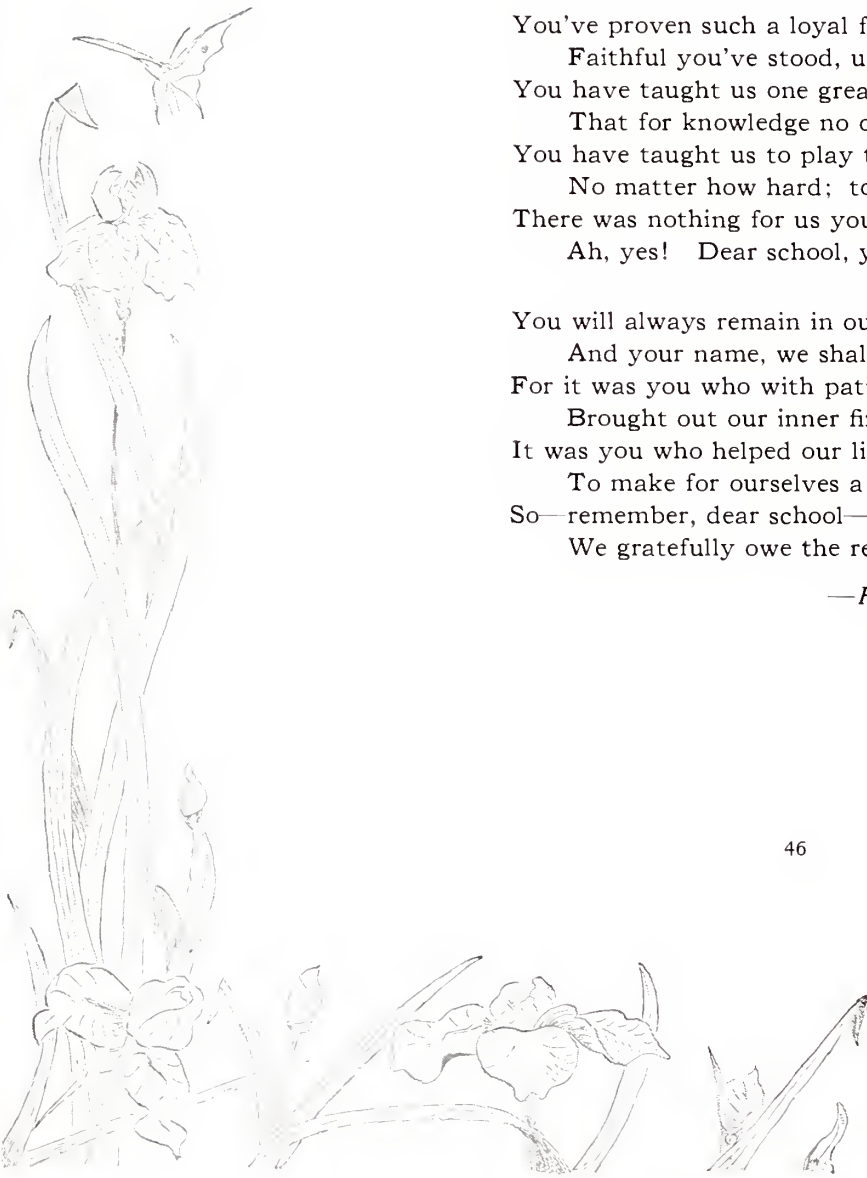 You've proven such a loyal f
Faithful you've stood, u
You have taught us one grea
That for knowledge no c
You have taught us to play t
No matter how hard; to
There was nothing for us you
Ah, yes! Dear school, y
You will always remain in ou
And your name, we shal
For it was you who with pat
Brought out our inner fi
It was you who helped our li
To make for ourselves a
So—remember, dear school—
We gratefully owe the re
—
46